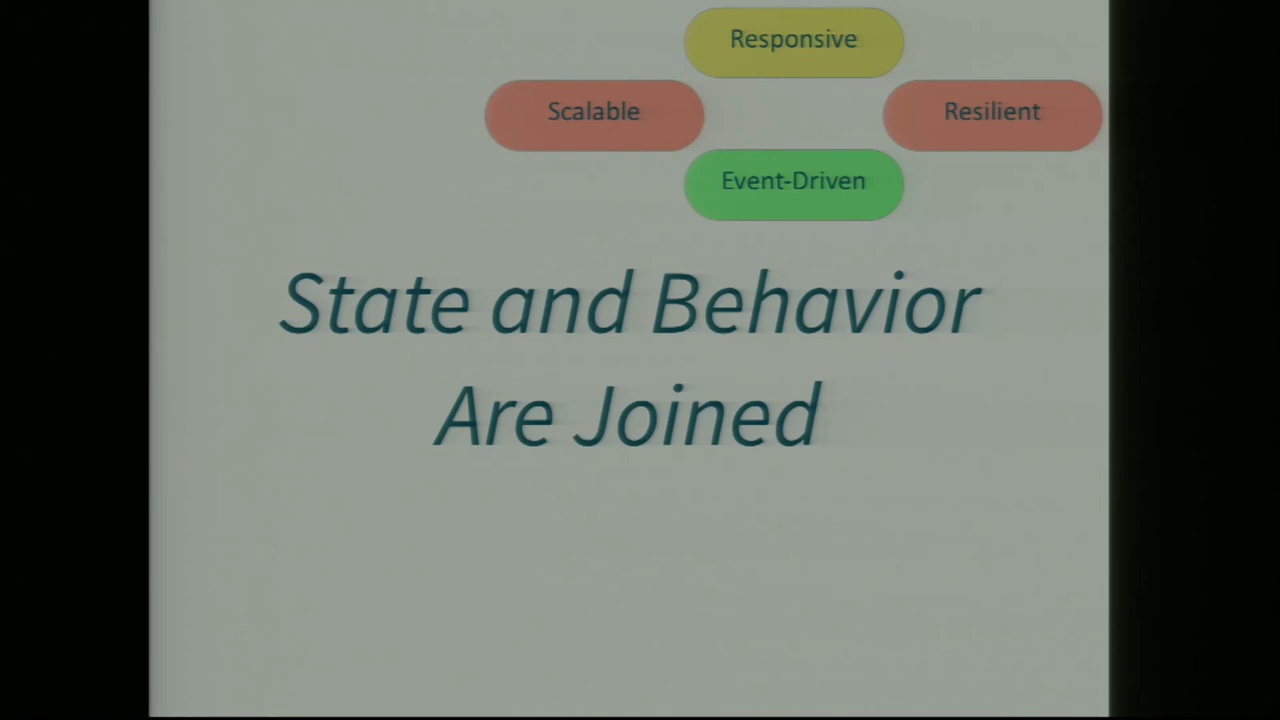 Responsive
Scalable
Resilient
Event-Driven
State and Behavior
Are Joined